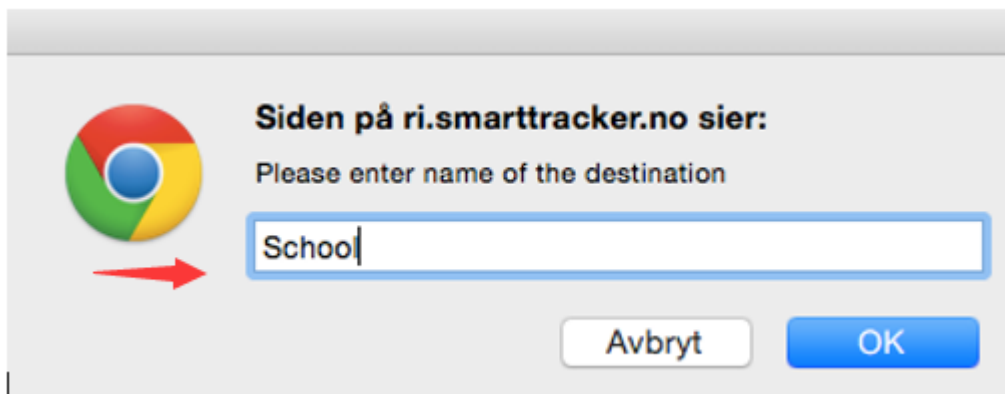 Siden på ri.smarttracker.no sier:
Please enter name of the destination
School
Avbryt
OK